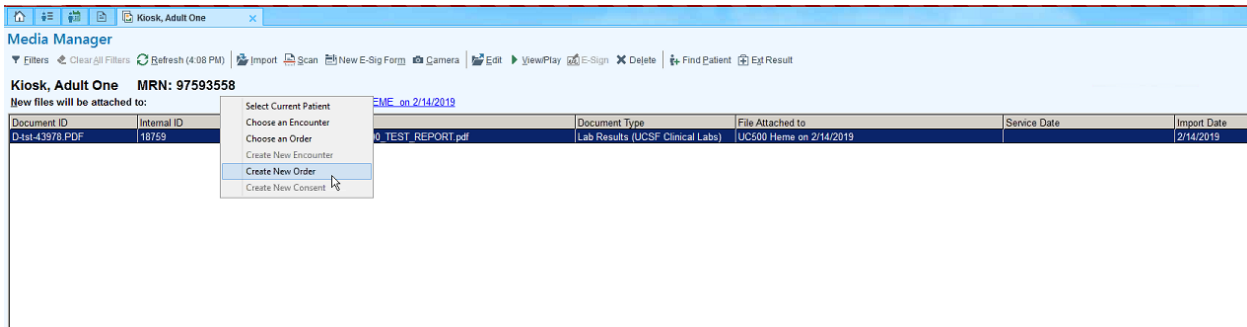 Kiosk, Adult One
Media Manager
Filters Clear All Filters Refresh (4:08 PM) Import Scan New E-Sig Form Camera Edit View/Play E-Sign Delete Find Patient Ext Result
Kiosk, Adult One MRN: 97593558
New files will be attached to: EME on 2/14/2019
Select Current Patient
Choose an Encounter
Choose an Order
Create New Encounter
Create New Order
Create New Consent
Document ID Internal ID Document Type File Attached to Service Date Import Date
D-tst-43978.PDF 18759 0_TEST_REPORT.pdf Lab Results (UCSF Clinical Labs) UC500 Heme on 2/14/2019 2/14/2019